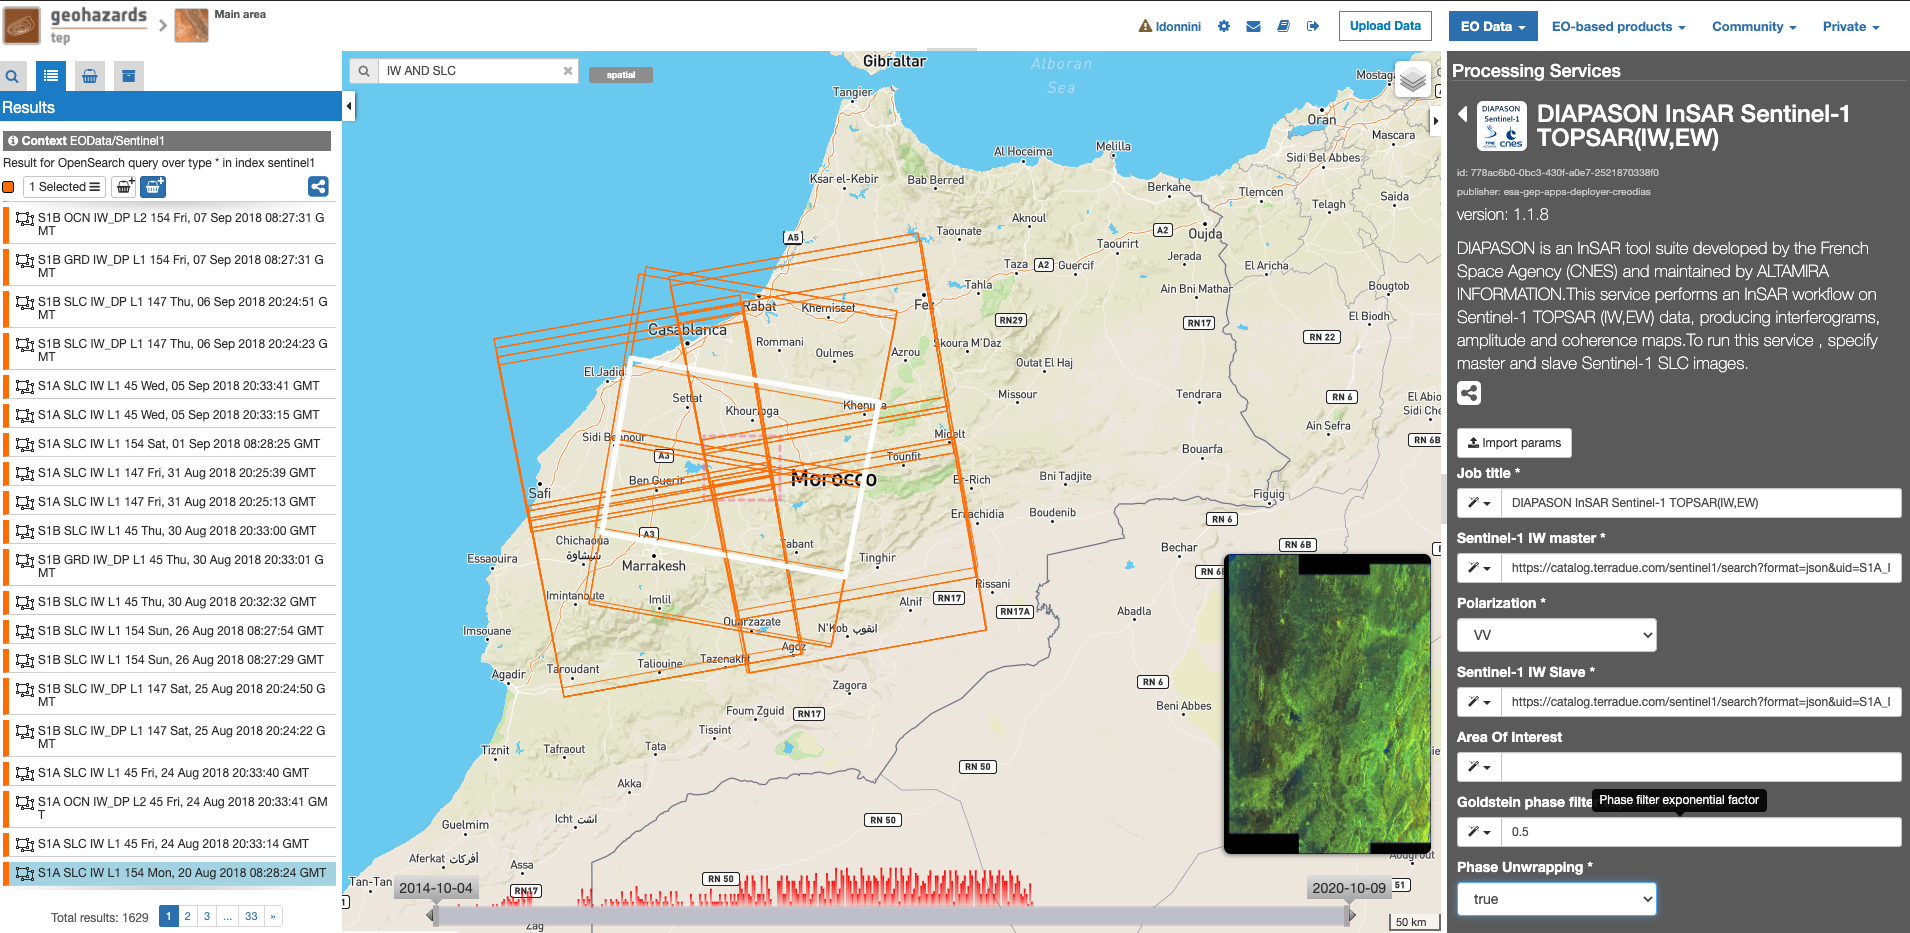 geohazards
tep
Main area
ldonnini
Upload Data
EO Data
EO-based products
Community
Private
Results
Context EOData/Sentinel1
Result for OpenSearch query over type * in index sentinel1
1 Selected
S1B OCN IW_DP L2 154 Fri, 07 Sep 2018 08:27:31 G
MT
S1B GRD IW_DP L1 154 Fri, 07 Sep 2018 08:27:31 G
MT
S1B SLC IW_DP L1 147 Thu, 06 Sep 2018 20:24:51 G
MT
S1B SLC IW_DP L1 147 Thu, 06 Sep 2018 20:24:23 G
MT
S1A SLC IW L1 45 Wed, 05 Sep 2018 20:33:41 GMT
S1A SLC IW L1 45 Wed, 05 Sep 2018 20:33:15 GMT
S1A SLC IW L1 154 Sat, 01 Sep 2018 08:28:25 GMT
S1A SLC IW L1 147 Fri, 31 Aug 2018 20:25:39 GMT
S1A SLC IW L1 147 Fri, 31 Aug 2018 20:25:13 GMT
S1B SLC IW L1 45 Thu, 30 Aug 2018 20:33:00 GMT
S1B GRD IW_DP L1 45 Thu, 30 Aug 2018 20:33:01 G
MT
S1B SLC IW L1 45 Thu, 30 Aug 2018 20:32:32 GMT
S1B SLC IW L1 154 Sun, 26 Aug 2018 08:27:54 GMT
S1B SLC IW L1 154 Sun, 26 Aug 2018 08:27:29 GMT
S1B SLC IW_DP L1 147 Sat, 25 Aug 2018 20:24:50 G
MT
S1B SLC IW_DP L1 147 Sat, 25 Aug 2018 20:24:22 G
MT
S1A SLC IW L1 45 Fri, 24 Aug 2018 20:33:40 GMT
S1A OCN IW_DP L2 45 Fri, 24 Aug 2018 20:33:41 GM
T
S1A SLC IW L1 45 Fri, 24 Aug 2018 20:33:14 GMT
S1A SLC IW L1 154 Mon, 20 Aug 2018 08:28:24 GMT
Total results: 1629 1 2 3 ... 33 »
IW AND SLC
spatial
Gibraltar
Alboran
Sea
Tangier
Oran
Mascara
Al Hoceima
Melilla
Sidi Bel Abbes
Ksar el-Kebir
Bab Berred
Berkane
Tlemcen
Saida
Telagh
Aknoul
A5
Taounate
A2
Oujda
Taourirt
Jerada
Taza
A2
Guercif
El Aricha
Tahla
Ain Bni Mathar
Bougtob
Rabat
Khemisset
Fez
El Biodh
RN29
RN17
Casablanca
RN 22
Rommani
Oulmes
Azrou
Skoura M'Daz
Outat El Haj
El Jadida
Settat
Missour
Tendrara
RN 6
Khouribga
Khenifra
Sidi Bennour
Midelt
Ain Sefra
RN 6B
A3
Tounfit
Bouarfa
Ben Guerir
Morocco
Er-Rich
Bni Tadjite
Safi
Figuig
Errachidia
Boudenib
RN 6
A3
Chichaoua
شيشاوة
Tabant
Bechar
RN 6B
Essaouira
Marrakesh
Tinghir
Rissani
Imintanoute
Imlil
Alnif
RN17
RN17A
Abadla
Ouarzazate
N'Kob انقوب
Imsouane
Agdz
Taroudant
Taliouine
Tazenakht
Agadir
Zagora
RN 6
Foum Zguid
RN17
Beni Abbes
Tissint
Tiznit
Tafraout
Tata
RN 50
Akka
Icht اشت
RN 50
Guelmim
Aferkat أفركات
Assa
Tan-Tan
RN 50
RN17
Zag
51
2014-10-04
2020-10-09
50 km
Processing Services
DIAPASON
Sentinel-1
cnes
DIAPASON InSAR Sentinel-1
TOPSAR(IW,EW)
id: 778ac6b0-0bc3-430f-a0e7-2521870338f0
publisher: esa-gep-apps-deployer-creodias
version: 1.1.8
DIAPASON is an InSAR tool suite developed by the French
Space Agency (CNES) and maintained by ALTAMIRA
INFORMATION.This service performs an InSAR workflow on
Sentinel-1 TOPSAR (IW,EW) data, producing interferograms,
amplitude and coherence maps.To run this service , specify
master and slave Sentinel-1 SLC images.
Import params
Job title *
DIAPASON InSAR Sentinel-1 TOPSAR(IW,EW)
Sentinel-1 IW master *
https://catalog.terradue.com/sentinel1/search?format=json&uid=S1A_I
Polarization *
VV
Sentinel-1 IW Slave *
https://catalog.terradue.com/sentinel1/search?format=json&uid=S1A_I
Area Of Interest
Goldstein phase filte
Phase filter exponential factor
0.5
Phase Unwrapping *
true